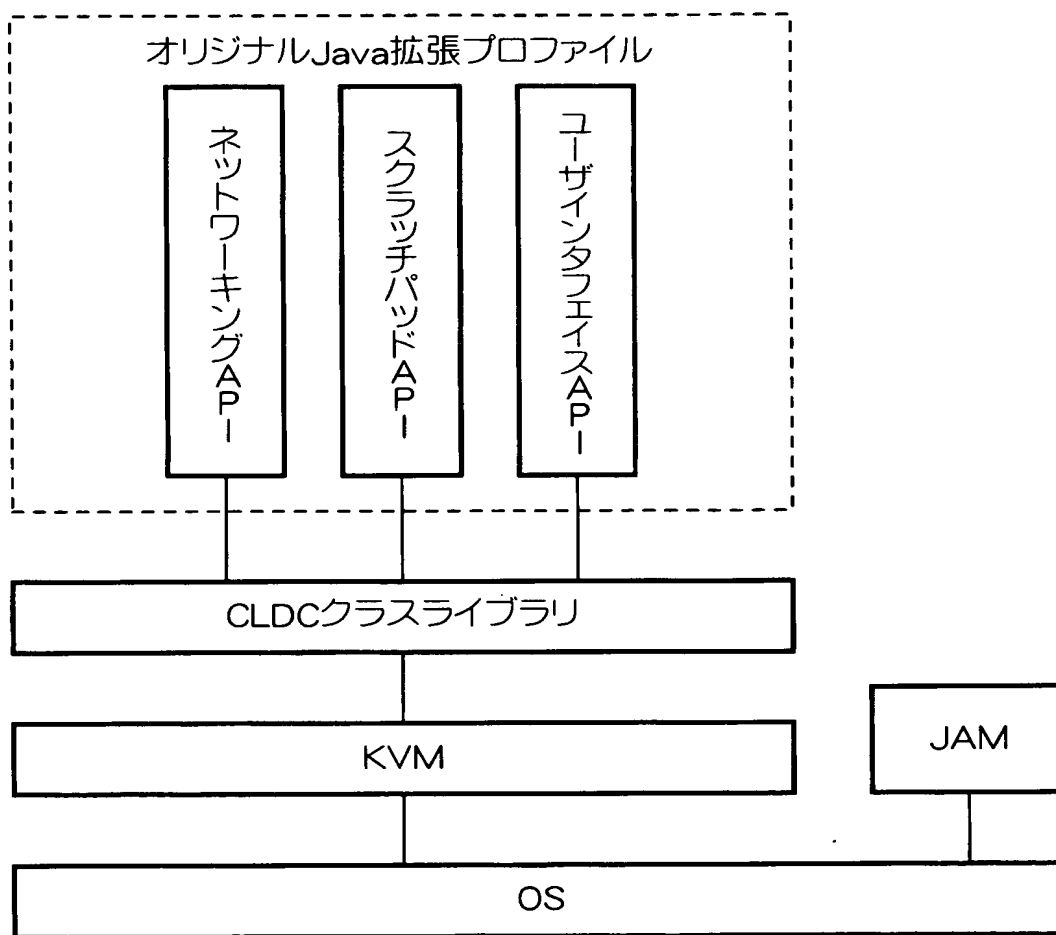 オリジナルJava拡張プロファイル
ネットワーキングAPI
スクラッチパッドAPI
ユーザインタフェイスAPI
CLDCクラスライブラリ
KVM
JAM
OS